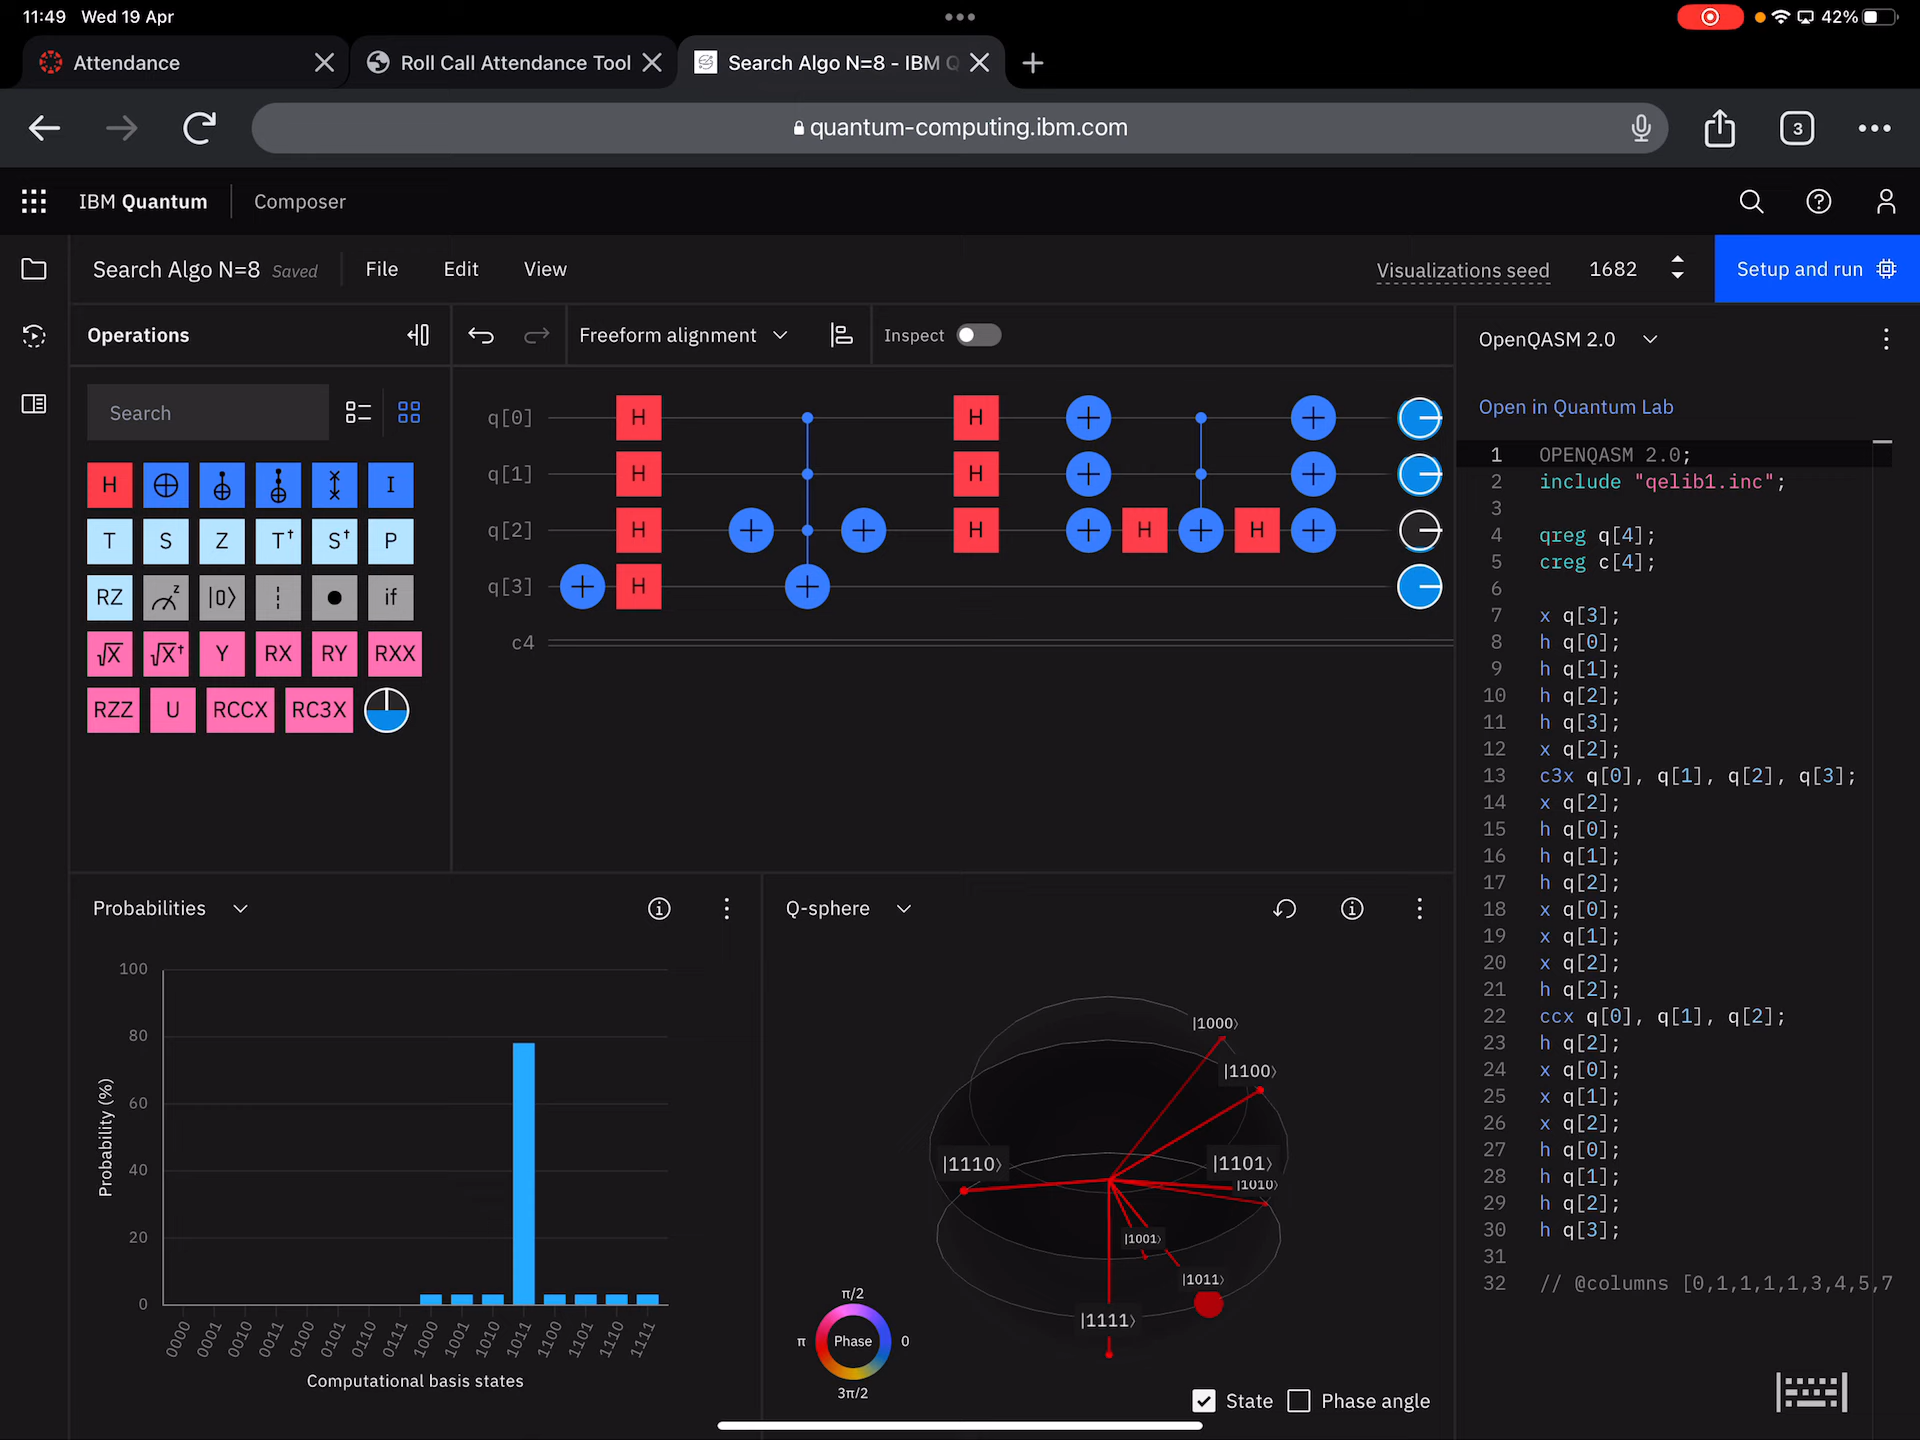 11:49 Wed 19 Apr
42%
Attendance
Roll Call Attendance Tool
Search Algo N=8 - IBM Q
quantum-computing.ibm.com
3
IBM Quantum
Composer
Search Algo N=8 Saved
File
Edit
View
Visualizations seed
1682
Setup and run
Operations
Freeform alignment
Inspect
Search
H
I
T
S
Z
T†
S†
P
RZ
z
|0⟩
if
√X
√X†
Y
RX
RY
RXX
RZZ
U
RCCX
RC3X
q[0] H H
q[1] H H
q[2] H H H H
q[3] H
c4
OpenQASM 2.0
Open in Quantum Lab
1 OPENQASM 2.0;
2 include "qelib1.inc";
3
4 qreg q[4];
5 creg c[4];
6
7 x q[3];
8 h q[0];
9 h q[1];
10 h q[2];
11 h q[3];
12 x q[2];
13 c3x q[0], q[1], q[2], q[3];
14 x q[2];
15 h q[0];
16 h q[1];
17 h q[2];
18 x q[0];
19 x q[1];
20 x q[2];
21 h q[2];
22 ccx q[0], q[1], q[2];
23 h q[2];
24 x q[0];
25 x q[1];
26 x q[2];
27 h q[0];
28 h q[1];
29 h q[2];
30 h q[3];
31
32 // @columns [0,1,1,1,1,3,4,5,7
Probabilities
100
80
60
40
20
0
Probability (%)
0000 0001 0010 0011 0100 0101 0110 0111 1000 1001 1010 1011 1100 1101 1110 1111
Computational basis states
Q-sphere
|1000⟩
|1100⟩
|1110⟩
|1101⟩
|1010⟩
|1001⟩
|1011⟩
|1111⟩
π/2
π
Phase
0
3π/2
State
Phase angle